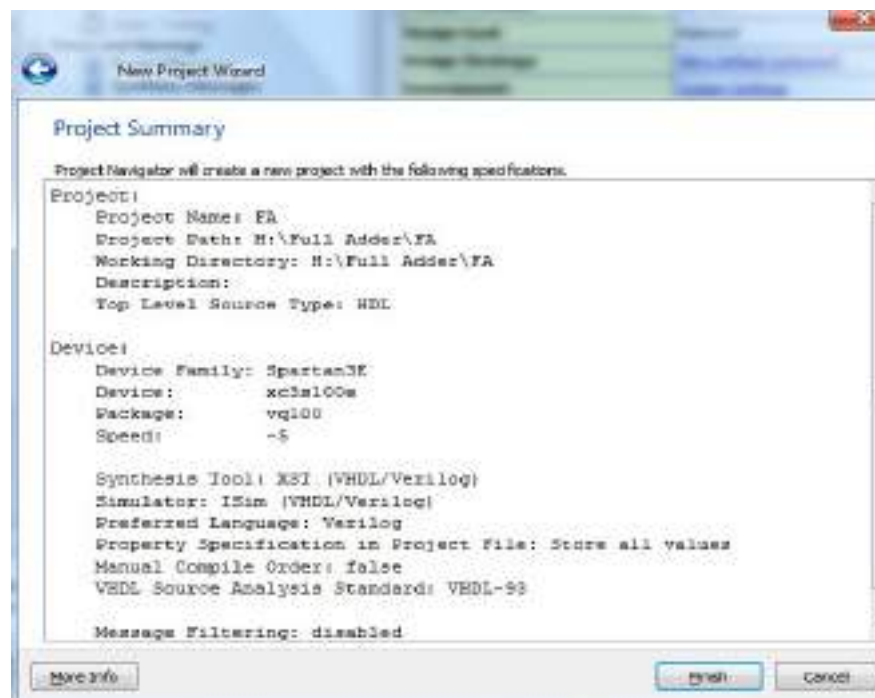 New Project Wizard
Project Summary
Project Navigator will create a new project with the following specifications.
Project:
Project Name: FA
Project Path: H:\Full Adder\FA
Working Directory: H:\Full Adder\FA
Description:
Top Level Source Type: HDL
Device:
Device Family: Spartan3E
Device: xc3s100e
Package: vq100
Speed: -5
Synthesis Tool: XST (VHDL/Verilog)
Simulator: ISim (VHDL/Verilog)
Preferred Language: Verilog
Property Specification in Project File: Store all values
Manual Compile Order: false
VHDL Source Analysis Standard: VHDL-93
Message Filtering: disabled
More Info
Finish
Cancel